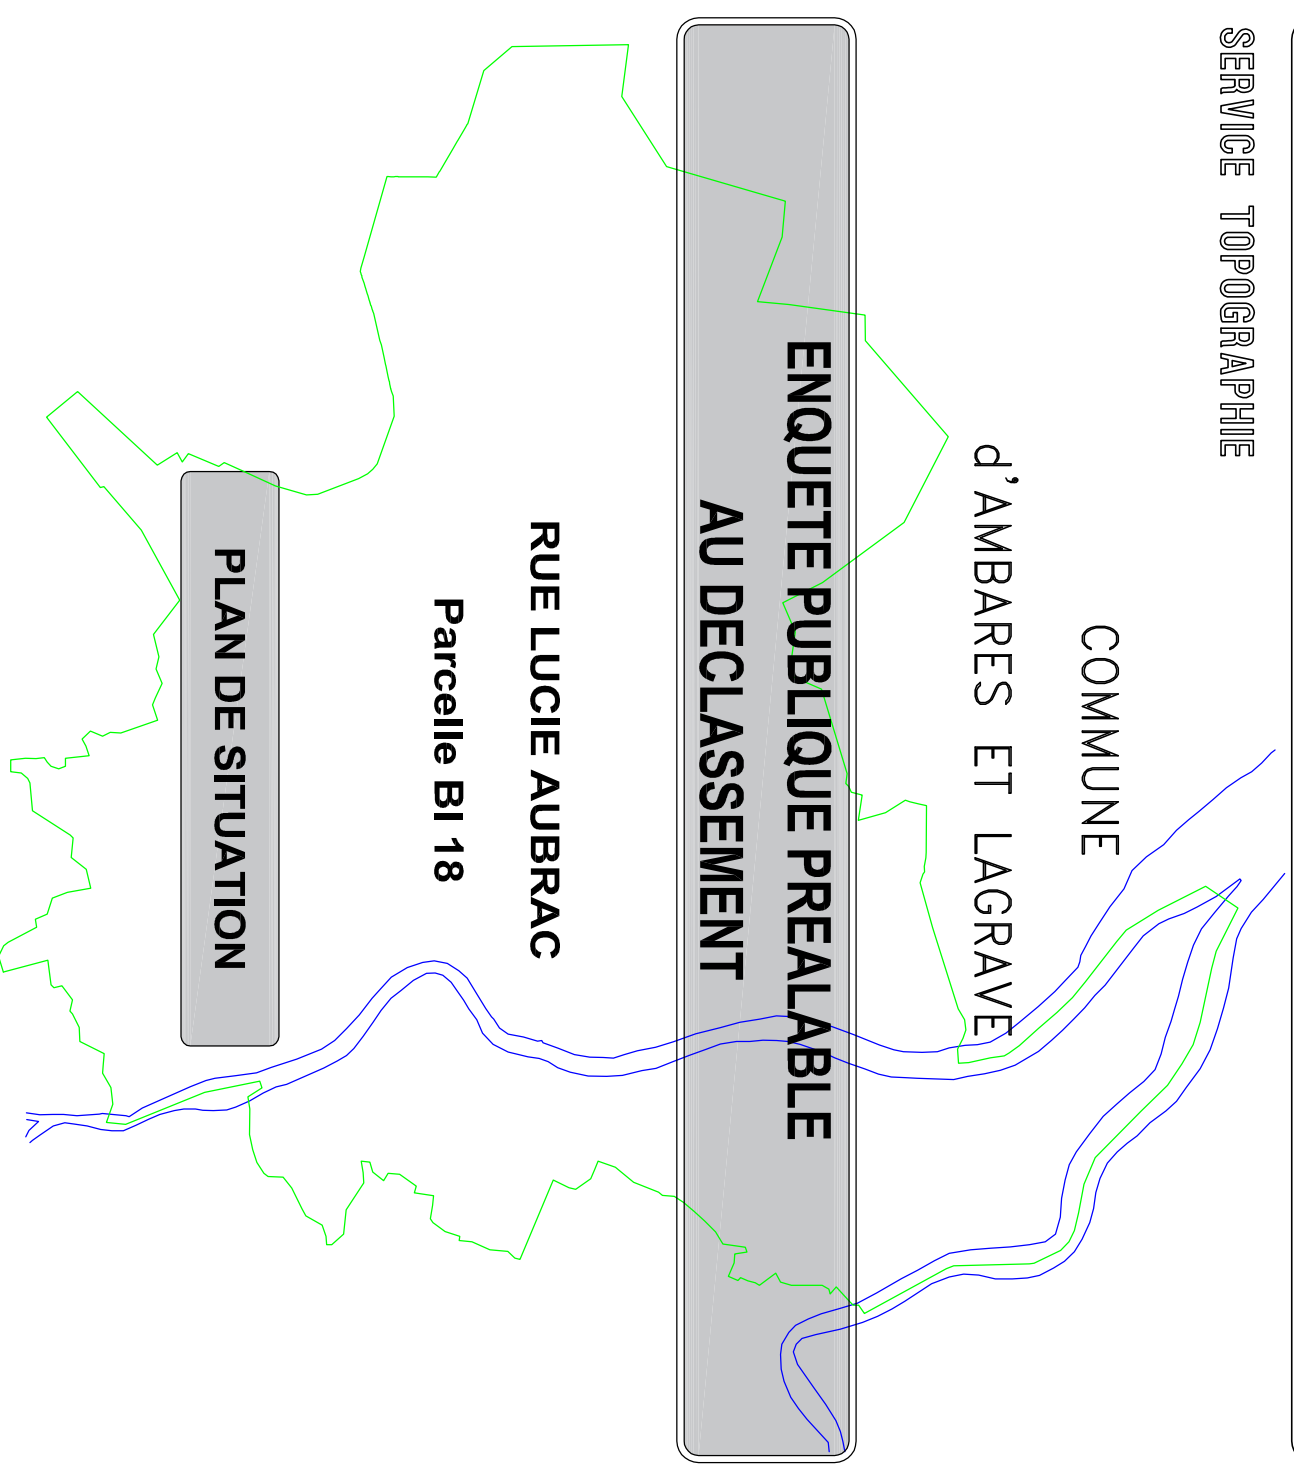 SERVICE TOPOGRAPHIE
COMMUNE
d'AMBARES ET LAGRAVE
ENQUETE PUBLIQUE PREALABLE
AU DECLASSEMENT
RUE LUCIE AUBRAC
Parcelle BI 18
PLAN DE SITUATION